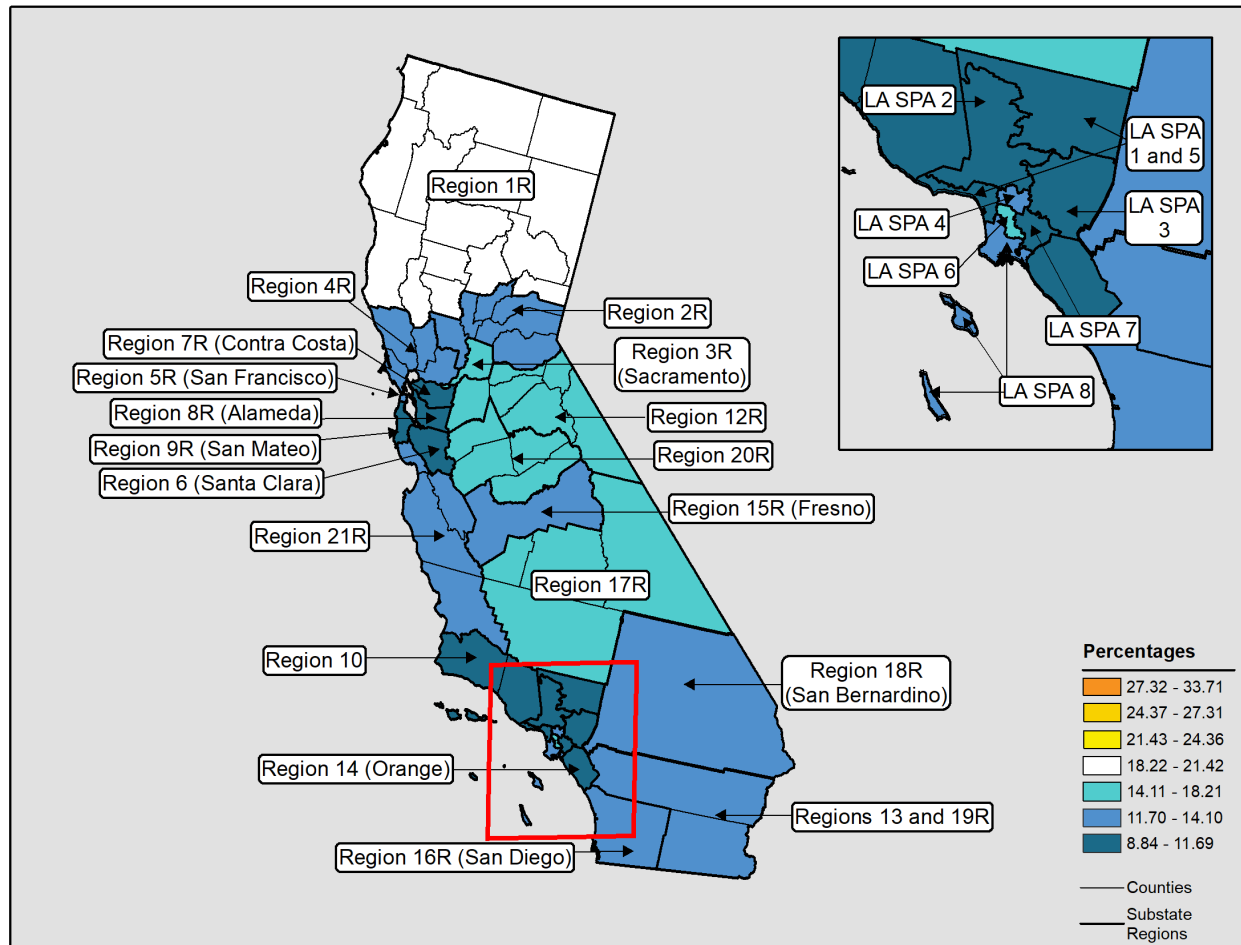 Region 1R
Region 4R
Region 2R
Region 7R (Contra Costa)
Region 3R
(Sacramento)
Region 5R (San Francisco)
Region 8R (Alameda)
Region 12R
Region 9R (San Mateo)
Region 20R
Region 6 (Santa Clara)
Region 15R (Fresno)
Region 21R
Region 17R
Region 10
Region 18R
(San Bernardino)
Region 14 (Orange)
Regions 13 and 19R
Region 16R (San Diego)
LA SPA 2
LA SPA
1 and 5
LA SPA 4
LA SPA
3
LA SPA 6
LA SPA 7
LA SPA 8
Percentages
27.32 - 33.71
24.37 - 27.31
21.43 - 24.36
18.22 - 21.42
14.11 - 18.21
11.70 - 14.10
8.84 - 11.69
Counties
Substate
Regions